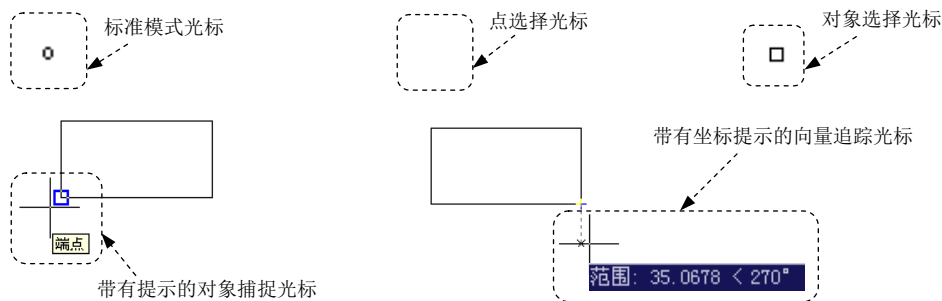 标准模式光标
点选择光标
对象选择光标
带有坐标提示的向量追踪光标
端点
范围: 35.0678 < 270°
带有提示的对象捕捉光标